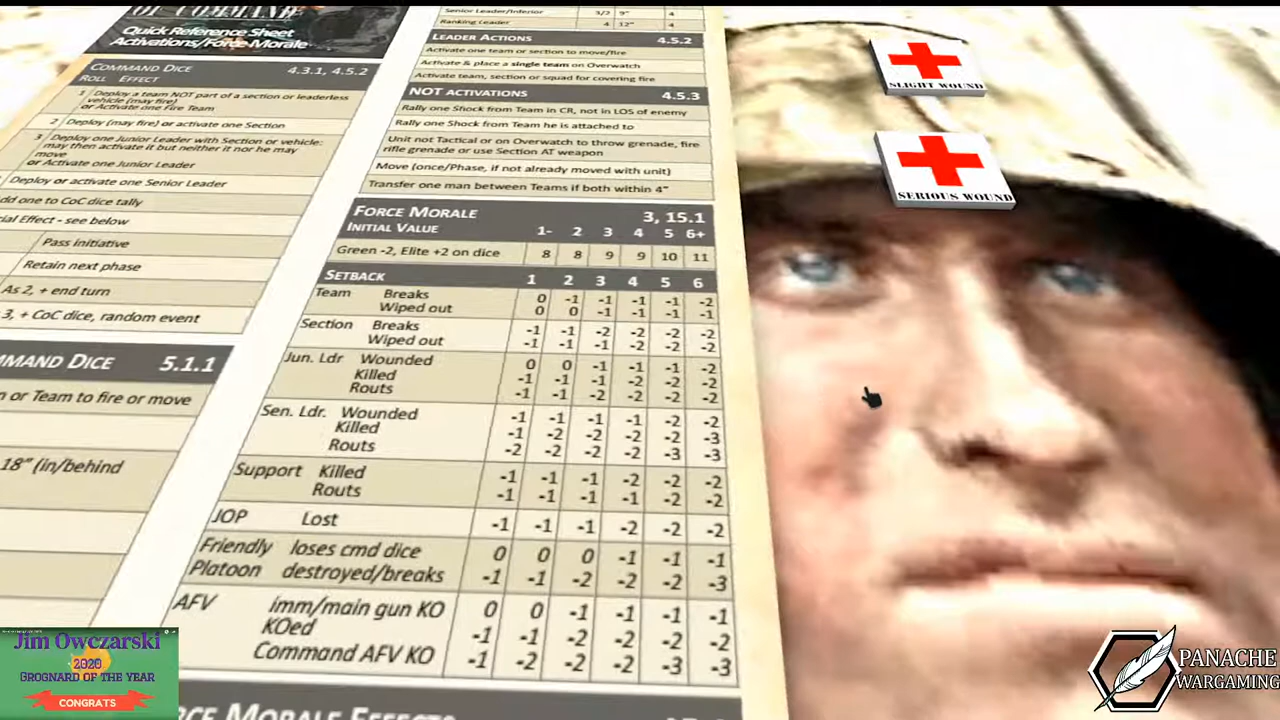 OF COMMAND
Quick Reference Sheet
Activations/Force Morale
COMMAND DICE 4.3.1, 4.5.2
ROLL EFFECT
1 Deploy a team NOT part of a section or leaderless
vehicle (may fire)
or Activate one Fire Team
2 Deploy (may fire) or activate one Section
3 Deploy one Junior Leader with Section or vehicle:
may then activate it but neither it nor he may
move
or Activate one Junior Leader
Deploy or activate one Senior Leader
one to CoC dice tally
Effect - see below
Pass initiative
Retain next phase
As 2, + end turn
3, + CoC dice, random event
DICE 5.1.1
or Team to fire or move
18" (in/behind
Senior Leader/Inferior 3/2 9" 4
Ranking Leader 4 12" 4
LEADER ACTIONS 4.5.2
Activate one team or section to move/fire
Activate & place a single team on Overwatch
Activate team, section or squad for covering fire
NOT ACTIVATIONS 4.5.3
Rally one Shock from Team in CR, not in LOS of enemy
Rally one Shock from Team he is attached to
Unit not Tactical or on Overwatch to throw grenade, fire
rifle grenade or use Section AT weapon
Move (once/Phase, if not already moved with unit)
Transfer one man between Teams if both within 4"
FORCE MORALE 3, 15.1
INITIAL VALUE 1- 2 3 4 5 6+
Green -2, Elite +2 on dice 8 8 9 9 10 11
SETBACK 1 2 3 4 5 6
Team Breaks 0 -1 -1 -1 -1 -2
Wiped out 0 0 -1 -1 -1 -1
Section Breaks -1 -1 -2 -2 -2 -2
Wiped out -1 -1 -1 -2 -2 -2
Jun. Ldr Wounded 0 0 -1 -1 -1 -2
Killed -1 -1 -1 -2 -2 -2
Routs -1 -1 -2 -2 -2 -2
Sen. Ldr. Wounded -1 -1 -1 -1 -2 -2
Killed -1 -2 -2 -2 -2 -3
Routs -2 -2 -2 -2 -3 -3
Support Killed -1 -1 -1 -2 -2 -2
Routs -1 -1 -1 -1 -2 -2
JOP Lost -1 -1 -1 -2 -2 -2
Friendly loses cmd dice 0 0 0 -1 -1 -1
Platoon destroyed/breaks -1 -1 -2 -2 -2 -3
AFV imm/main gun KO 0 0 -1 -1 -1 -1
KOed -1 -1 -2 -2 -2 -2
Command AFV KO -1 -2 -2 -2 -3 -3
FORCE MORALE EFFECTS
SLIGHT WOUND
SERIOUS WOUND
Jim Owczarski
2020
GROGNARD OF THE YEAR
CONGRATS
PANACHE
WARGAMING